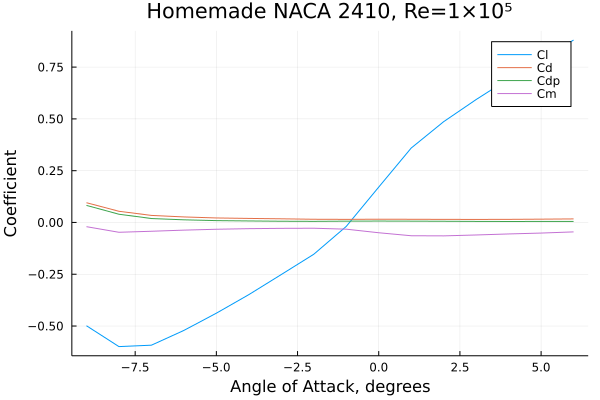 Homemade NACA 2410, Re=1×10⁵
Cl
Cd
Cdp
Cm
0.75
0.50
0.25
0.00
−0.25
−0.50
Coefficient
−7.5 −5.0 −2.5 0.0 2.5 5.0
Angle of Attack, degrees